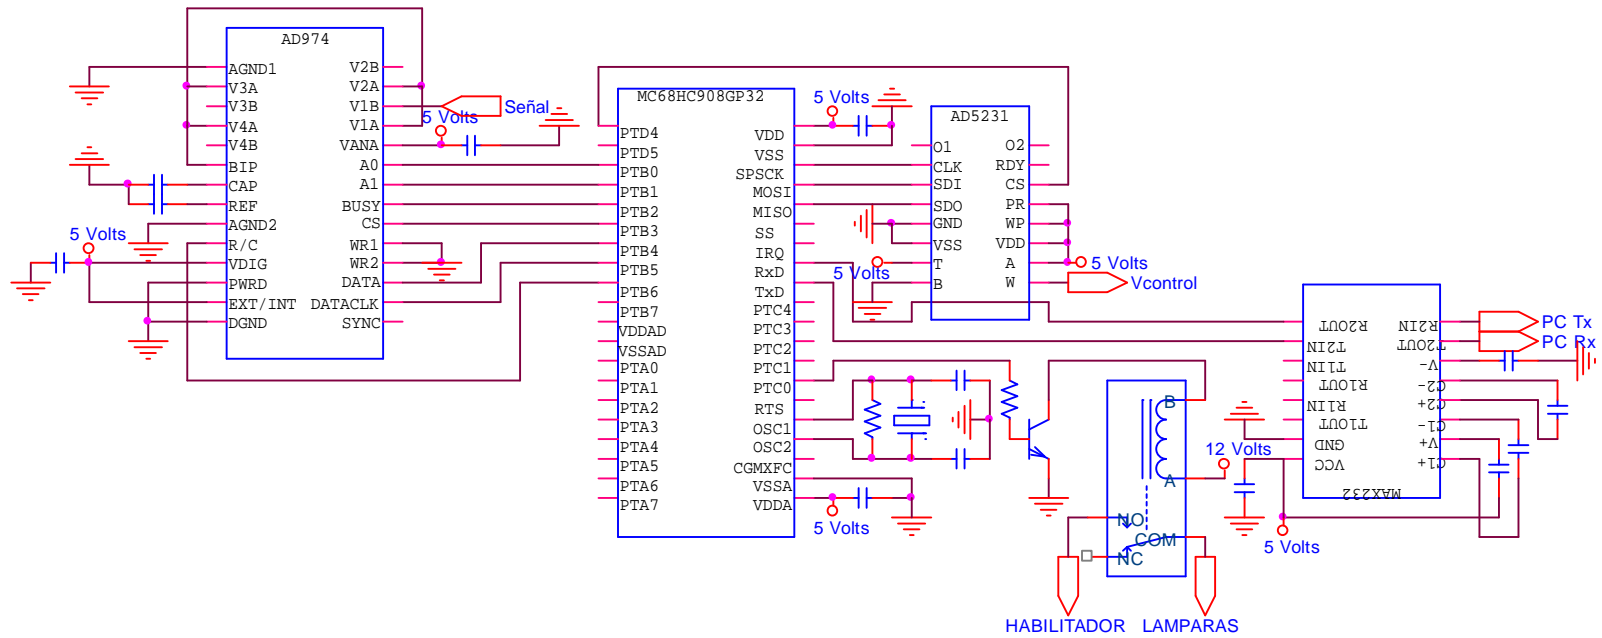 AD974
AGND1
V3A
V3B
V4A
V4B
BIP
CAP
REF
AGND2
R/C
VDIG
PWRD
EXT/INT
DGND
V2B
V2A
V1B
V1A
VANA
A0
A1
BUSY
CS
WR1
WR2
DATA
DATACLK
SYNC
5 Volts
5 Volts
Señal
MC68HC908GP32
PTD4
PTD5
PTB0
PTB1
PTB2
PTB3
PTB4
PTB5
PTB6
PTB7
VDDAD
VSSAD
PTA0
PTA1
PTA2
PTA3
PTA4
PTA5
PTA6
PTA7
VDD
VSS
SPSCK
MOSI
MISO
SS
IRQ
RxD
TxD
PTC4
PTC3
PTC2
PTC1
PTC0
RTS
OSC1
OSC2
CGMXFC
VSSA
VDDA
5 Volts
5 Volts
5 Volts
AD5231
O1
CLK
SDI
SDO
GND
VSS
T
B
O2
RDY
CS
PR
WP
VDD
A
W
5 Volts
Vcontrol
B
A
NO
COM
NC
12 Volts
HABILITADOR
LAMPARAS
R2OUT
T2IN
T1IN
R1OUT
R1IN
T1OUT
GND
VCC
R2IN
T2OUT
V-
C2-
C2+
C1-
V+
C1+
MAX232
PC Tx
PC Rx
5 Volts